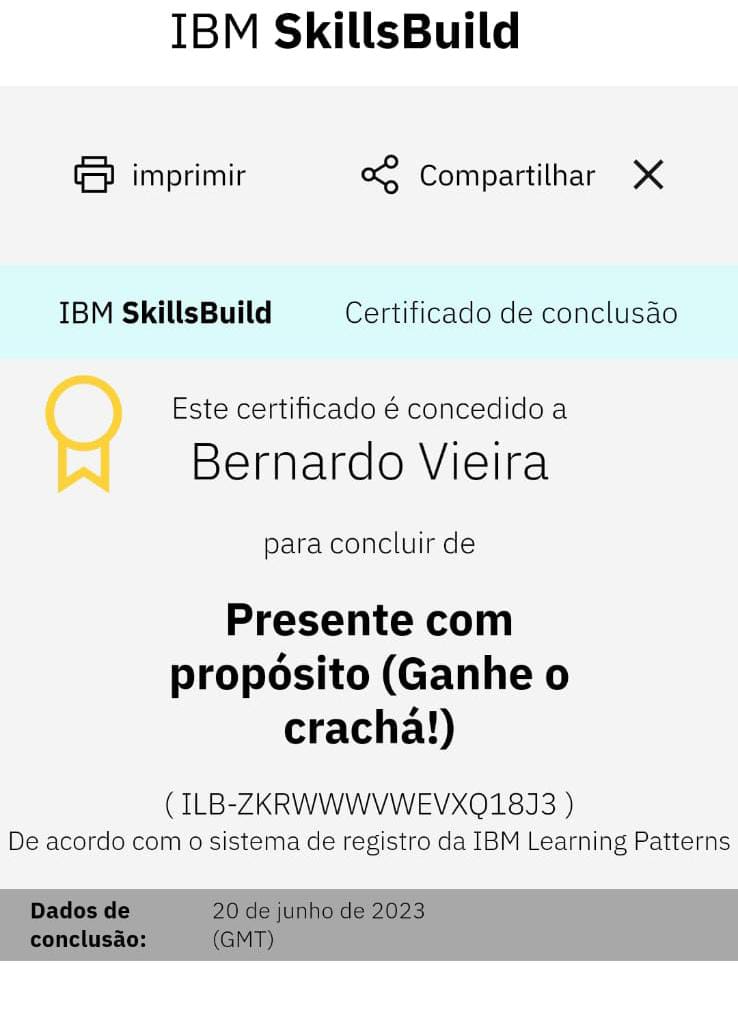 IBM SkillsBuild
imprimir
Compartilhar
IBM SkillsBuild
Certificado de conclusão
Este certificado é concedido a
Bernardo Vieira
para concluir de
Presente com
propósito (Ganhe o
crachá!)
( ILB-ZKRWWWVWEVXQ18J3 )
De acordo com o sistema de registro da IBM Learning Patterns
Dados de
conclusão:
20 de junho de 2023
(GMT)